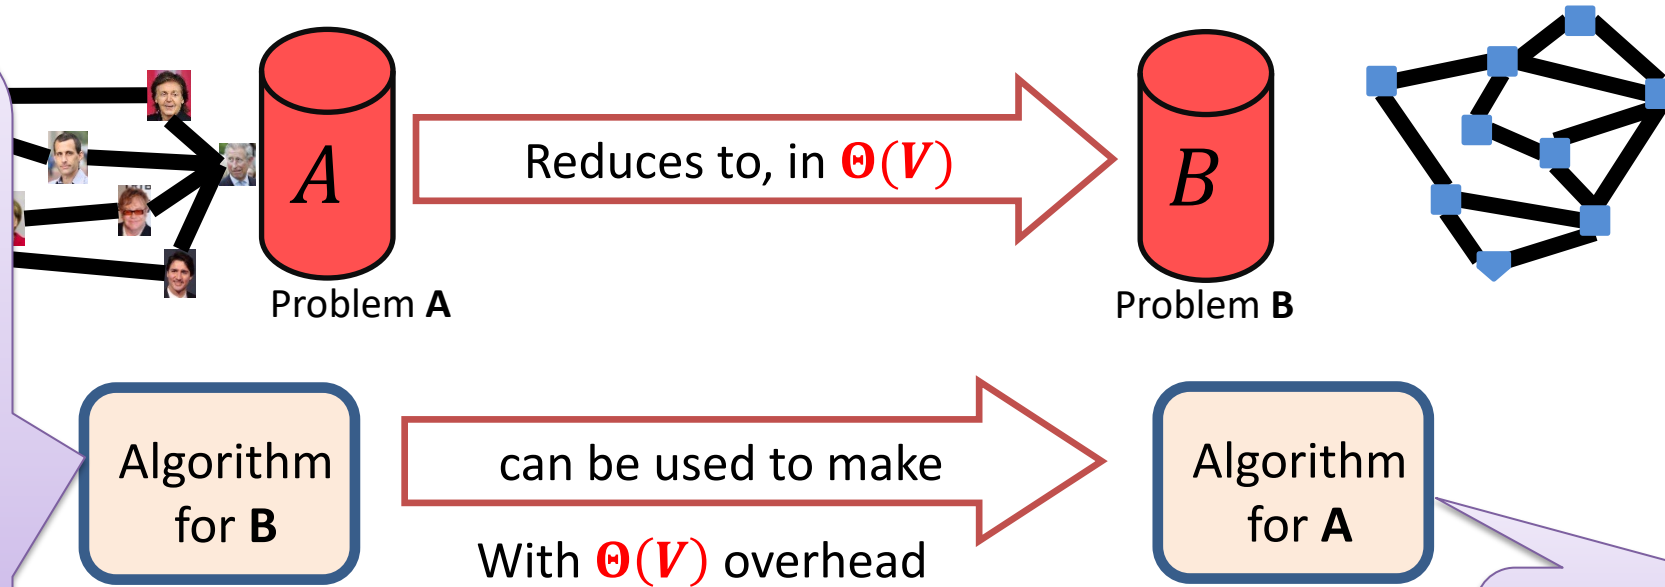 A
Reduces to, in Θ(V)
B
Problem A
Problem B
Algorithm
for B
can be used to make
With Θ(V) overhead
Algorithm
for A